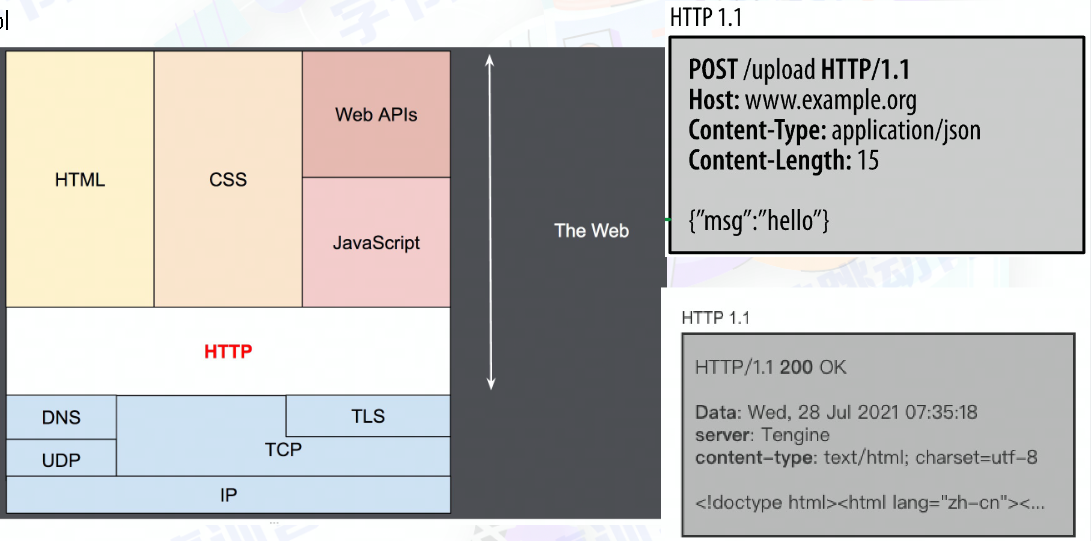 HTML
CSS
Web APIs
JavaScript
The Web
HTTP
DNS
TLS
UDP
TCP
IP
HTTP 1.1
POST /upload HTTP/1.1
Host: www.example.org
Content-Type: application/json
Content-Length: 15
{"msg":"hello"}
HTTP 1.1
HTTP/1.1 200 OK
Data: Wed, 28 Jul 2021 07:35:18
server: Tengine
content-type: text/html; charset=utf-8
<!doctype html><html lang="zh-cn"><...